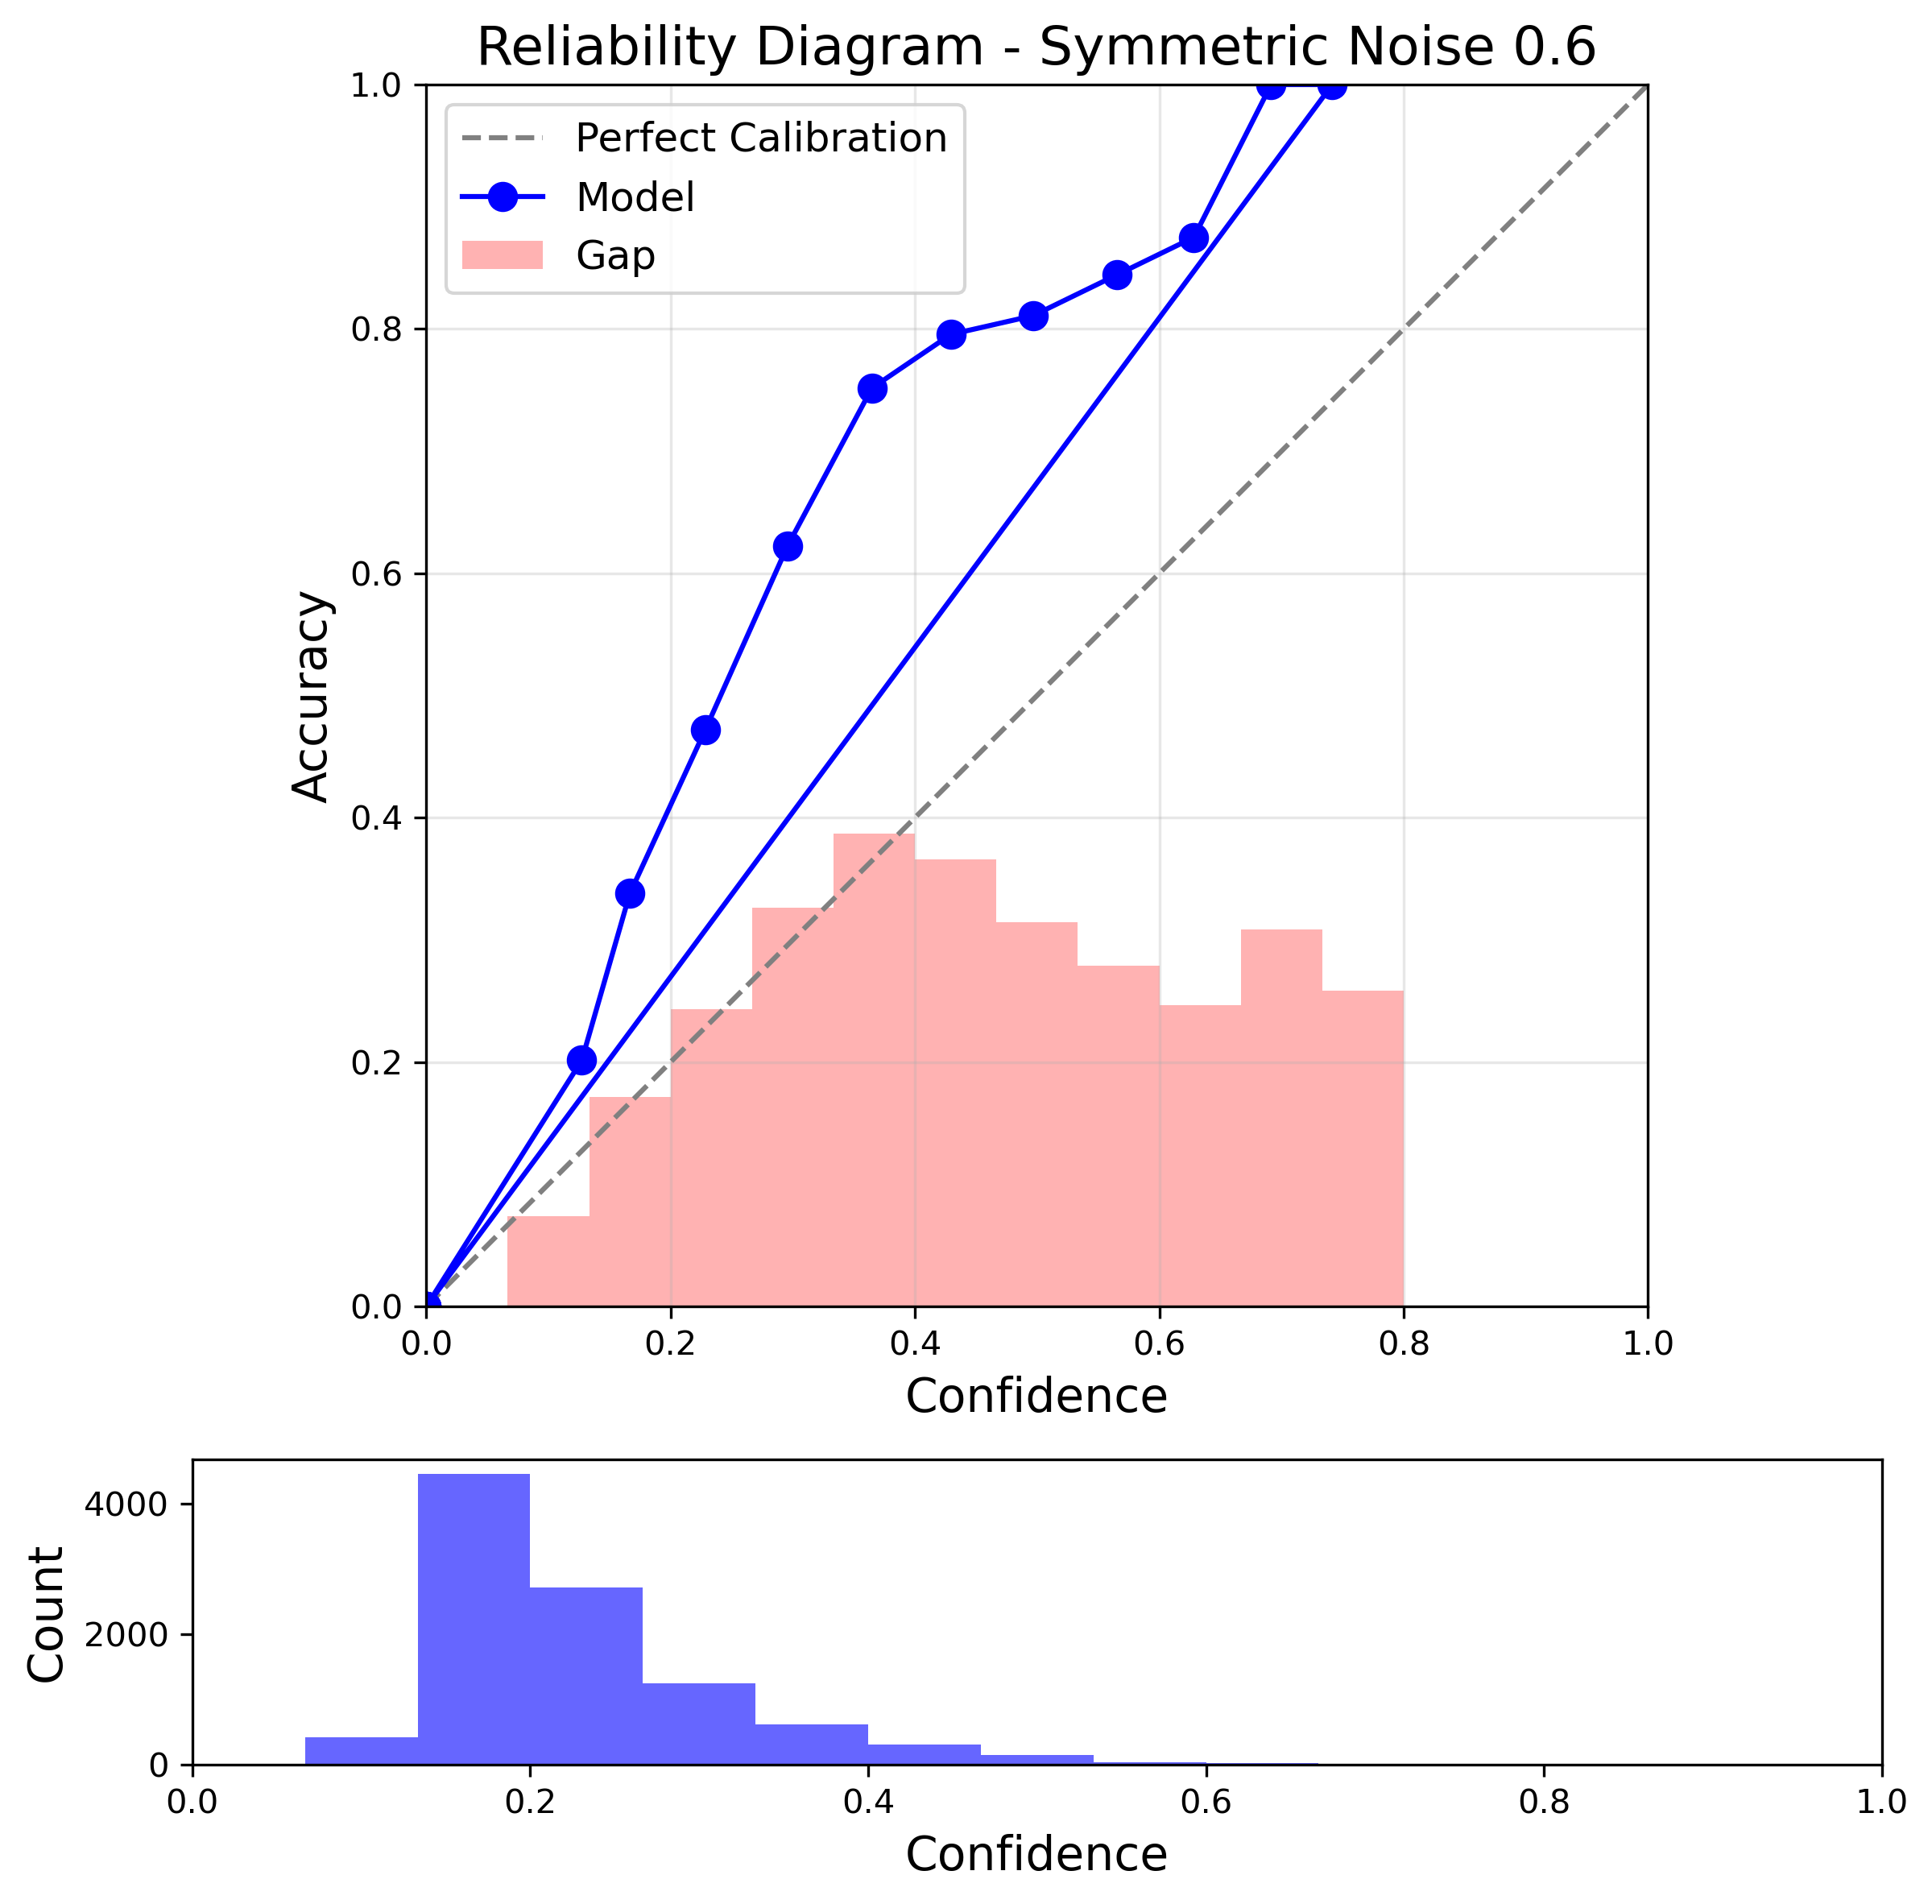 Reliability Diagram - Symmetric Noise 0.6
Perfect Calibration
Model
Gap
Accuracy
1.0
0.8
0.6
0.4
0.2
0.0
0.0 0.2 0.4 0.6 0.8 1.0
Confidence
Count
4000
2000
0
0.0 0.2 0.4 0.6 0.8 1.0
Confidence